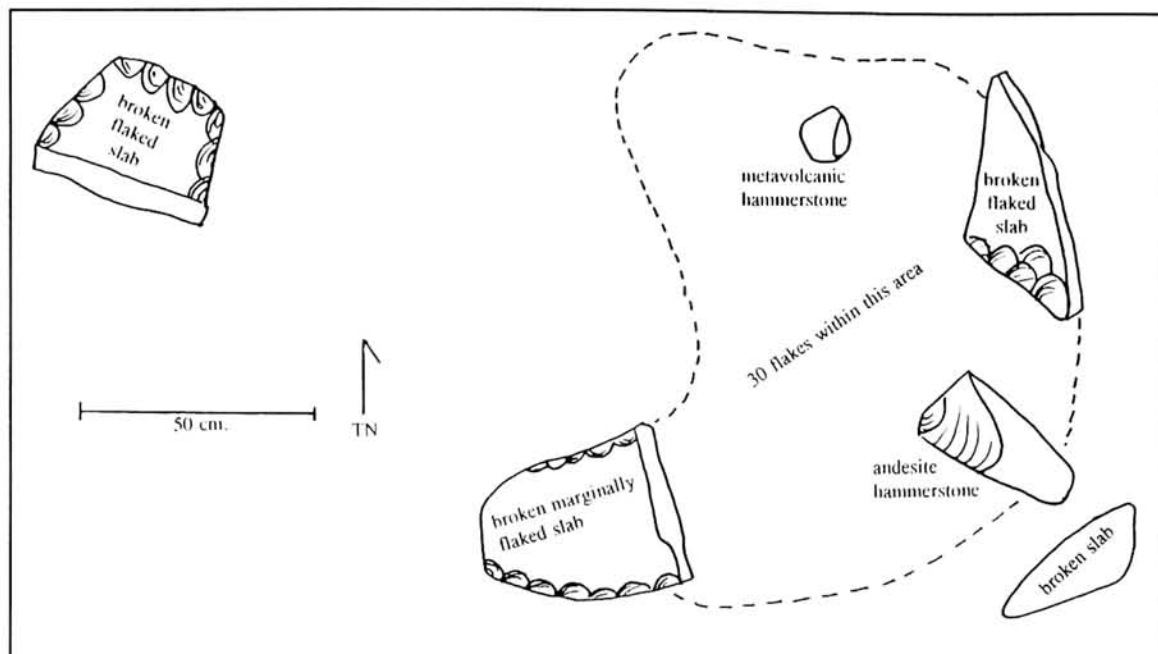 broken
flaked
slab
metavolcanic
hammerstone
broken
flaked
slab
30 flakes within this area
50 cm.
TN
andesite
hammerstone
broken marginally
flaked slab
broken slab